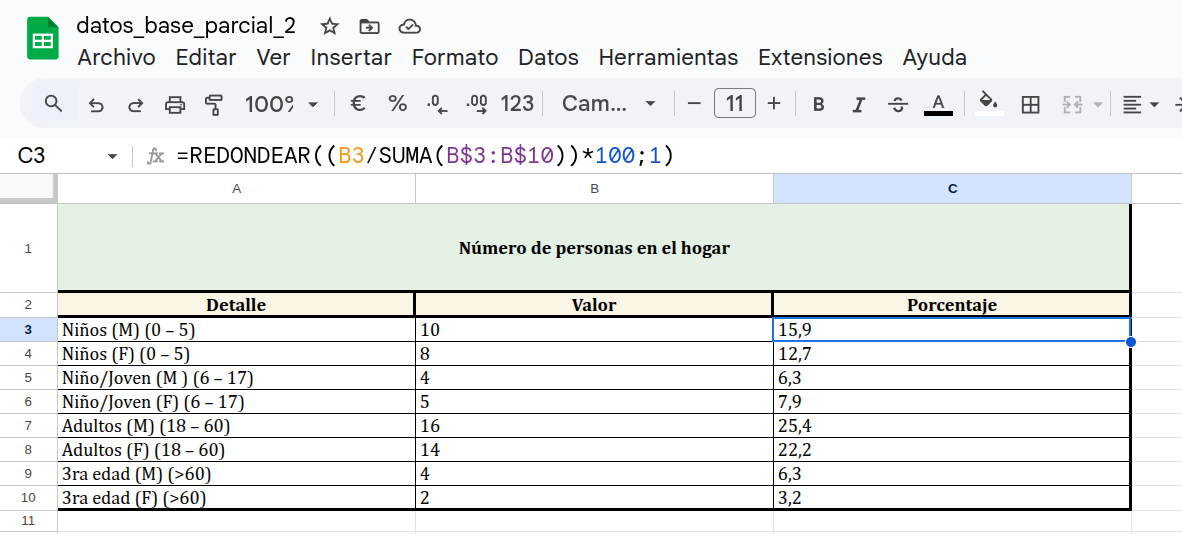 datos_base_parcial_2
Archivo Editar Ver Insertar Formato Datos Herramientas Extensiones Ayuda
100% € % .0 .00 123 Cam... − 11 + B I A
C3 fx =REDONDEAR((B3/SUMA(B$3:B$10))*100;1)
A B C
1 Número de personas en el hogar
2 Detalle Valor Porcentaje
3 Niños (M) (0 – 5) 10 15,9
4 Niños (F) (0 – 5) 8 12,7
5 Niño/Joven (M ) (6 – 17) 4 6,3
6 Niño/Joven (F) (6 – 17) 5 7,9
7 Adultos (M) (18 – 60) 16 25,4
8 Adultos (F) (18 – 60) 14 22,2
9 3ra edad (M) (>60) 4 6,3
10 3ra edad (F) (>60) 2 3,2
11